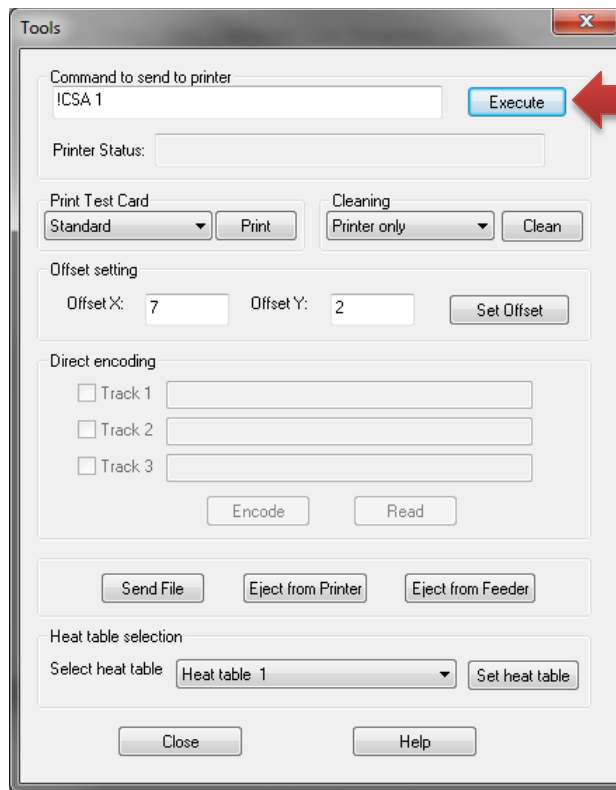 Tools
Command to send to printer
!CSA 1
Execute
Printer Status:
Print Test Card
Cleaning
Standard
Print
Printer only
Clean
Offset setting
Offset X:
7
Offset Y:
2
Set Offset
Direct encoding
Track 1
Track 2
Track 3
Encode
Read
Send File
Eject from Printer
Eject from Feeder
Heat table selection
Select heat table
Heat table 1
Set heat table
Close
Help